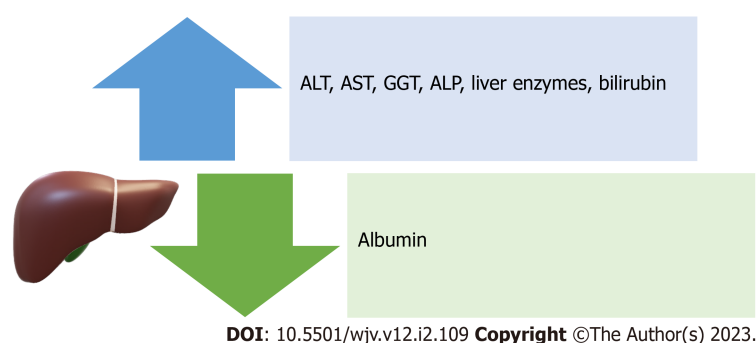 ALT, AST, GGT, ALP, liver enzymes, bilirubin
Albumin
DOI: 10.5501/wjv.v12.i2.109 Copyright ©The Author(s) 2023.